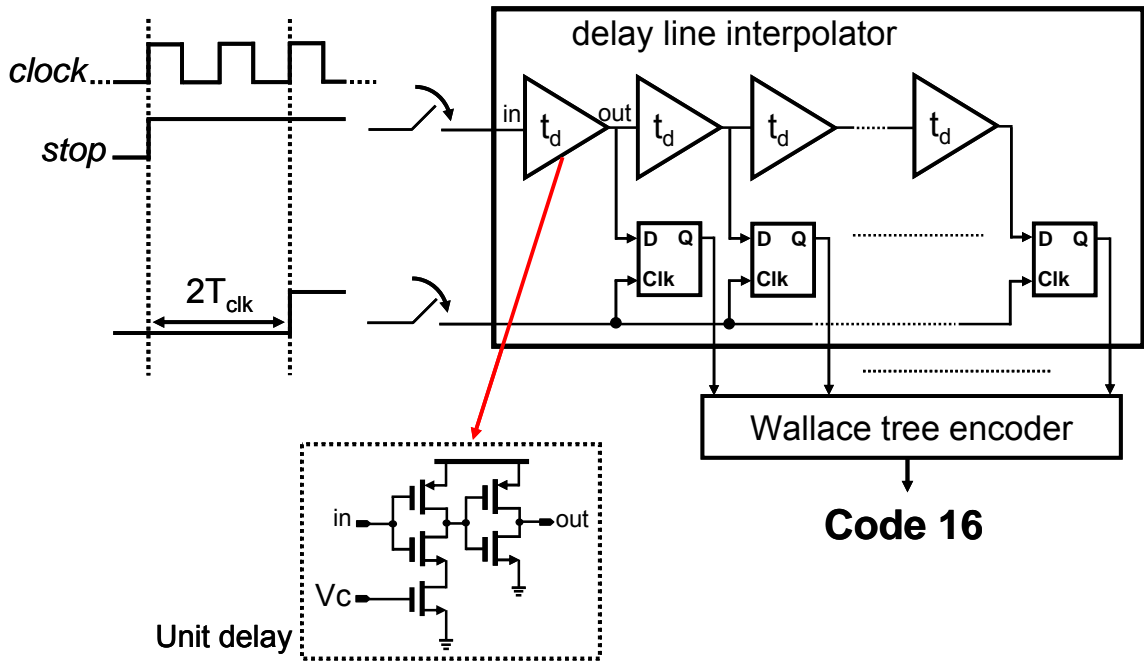 delay line interpolator
clock
stop
in
t_d
out
t_d
t_d
t_d
D Q
Clk
D Q
Clk
D Q
Clk
2T_clk
Wallace tree encoder
Code 16
in
out
Vc
Unit delay